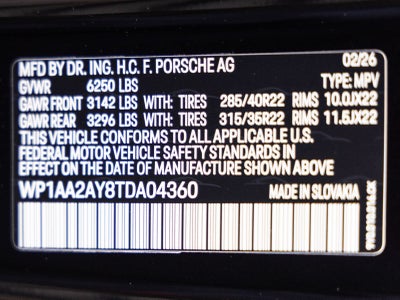 MFD BY DR. ING. H.C. F. PORSCHE AG 02/26
GVWR 6250 LBS TYPE: MPV
GAWR FRONT 3142 LBS WITH: TIRES 285/40R22 RIMS 10.0JX22
GAWR REAR 3296 LBS WITH: TIRES 315/35R22 RIMS 11.5JX22
THIS VEHICLE CONFORMS TO ALL APPLICABLE U.S.
FEDERAL MOTOR VEHICLE SAFETY STANDARDS IN
EFFECT ON THE DATE OF MANUFACTURE SHOWN ABOVE.
WP1AA2AY8TDA04360 MADE IN SLOVAKIA